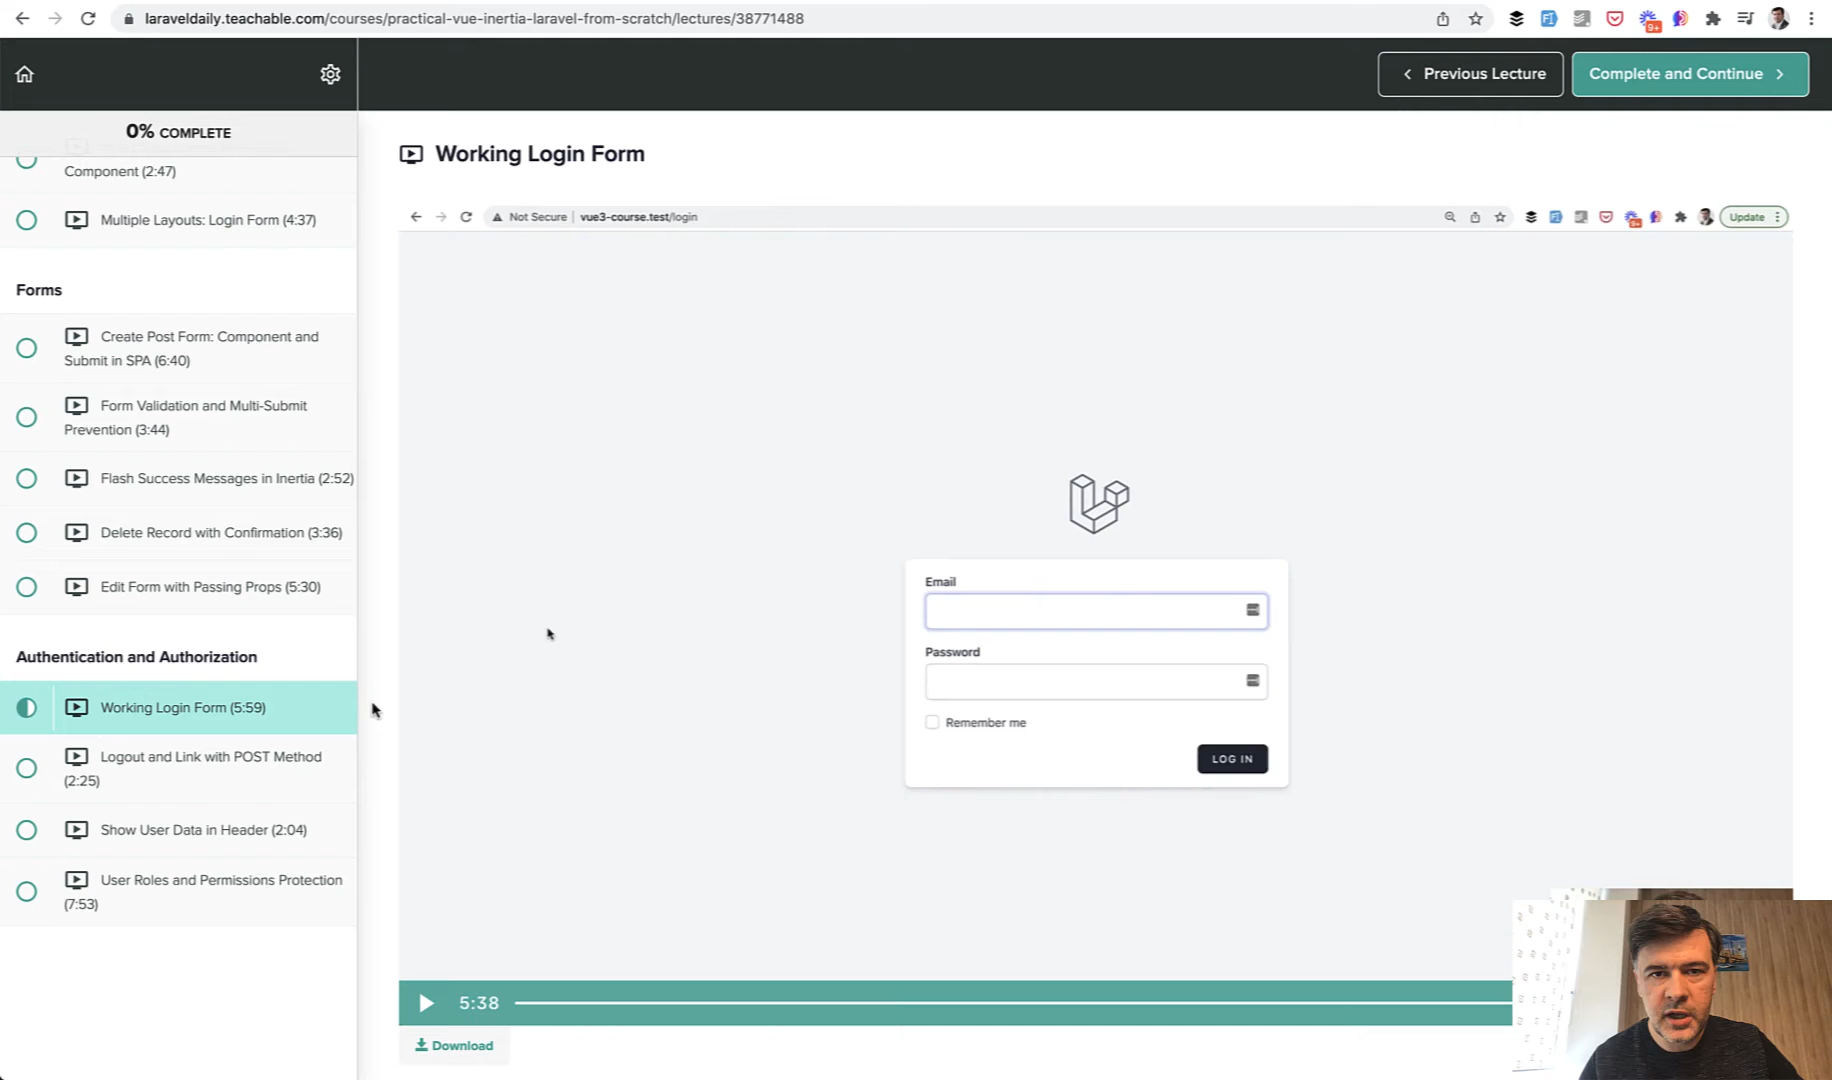 laraveldaily.teachable.com/courses/practical-vue-inertia-laravel-from-scratch/lectures/38771488
9+
Previous Lecture
Complete and Continue
0% COMPLETE
Component (2:47)
Multiple Layouts: Login Form (4:37)
Forms
Create Post Form: Component and
Submit in SPA (6:40)
Form Validation and Multi-Submit
Prevention (3:44)
Flash Success Messages in Inertia (2:52)
Delete Record with Confirmation (3:36)
Edit Form with Passing Props (5:30)
Authentication and Authorization
Working Login Form (5:59)
Logout and Link with POST Method
(2:25)
Show User Data in Header (2:04)
User Roles and Permissions Protection
(7:53)
Working Login Form
Not Secure
vue3-course.test/login
Update
Email
Password
Remember me
LOG IN
5:38
Download